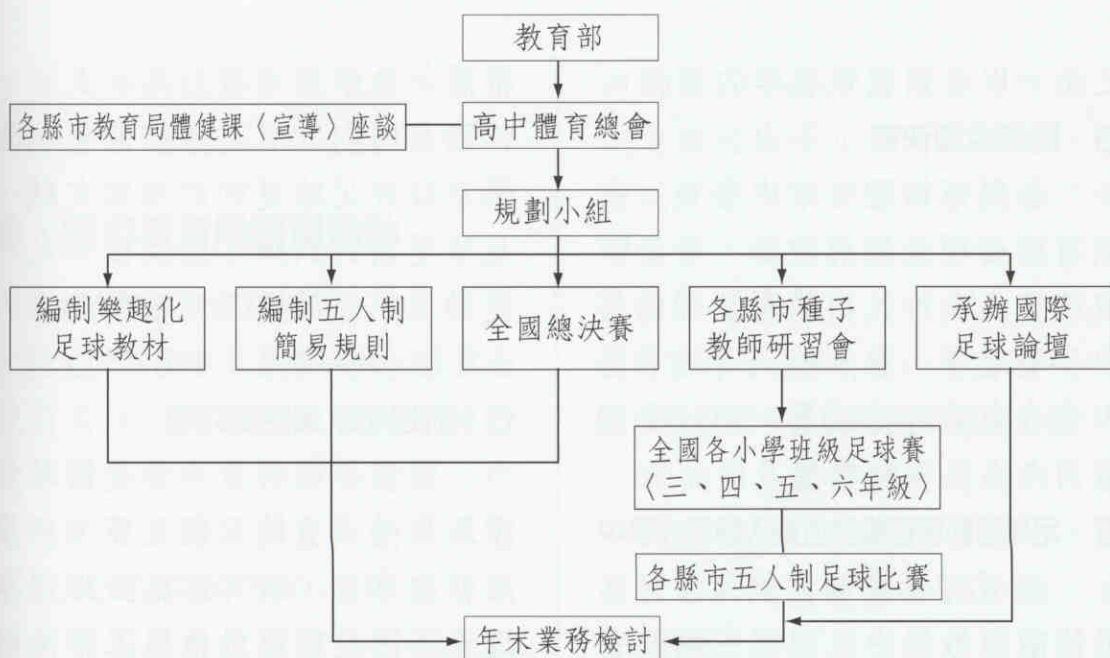 教育部
各縣市教育局體健課〈宣導〉座談
高中體育總會
規劃小組
編制樂趣化
足球教材
編制五人制
簡易規則
全國總決賽
各縣市種子
教師研習會
承辦國際
足球論壇
全國各小學班級足球賽
〈三、四、五、六年級〉
各縣市五人制足球比賽
年末業務檢討